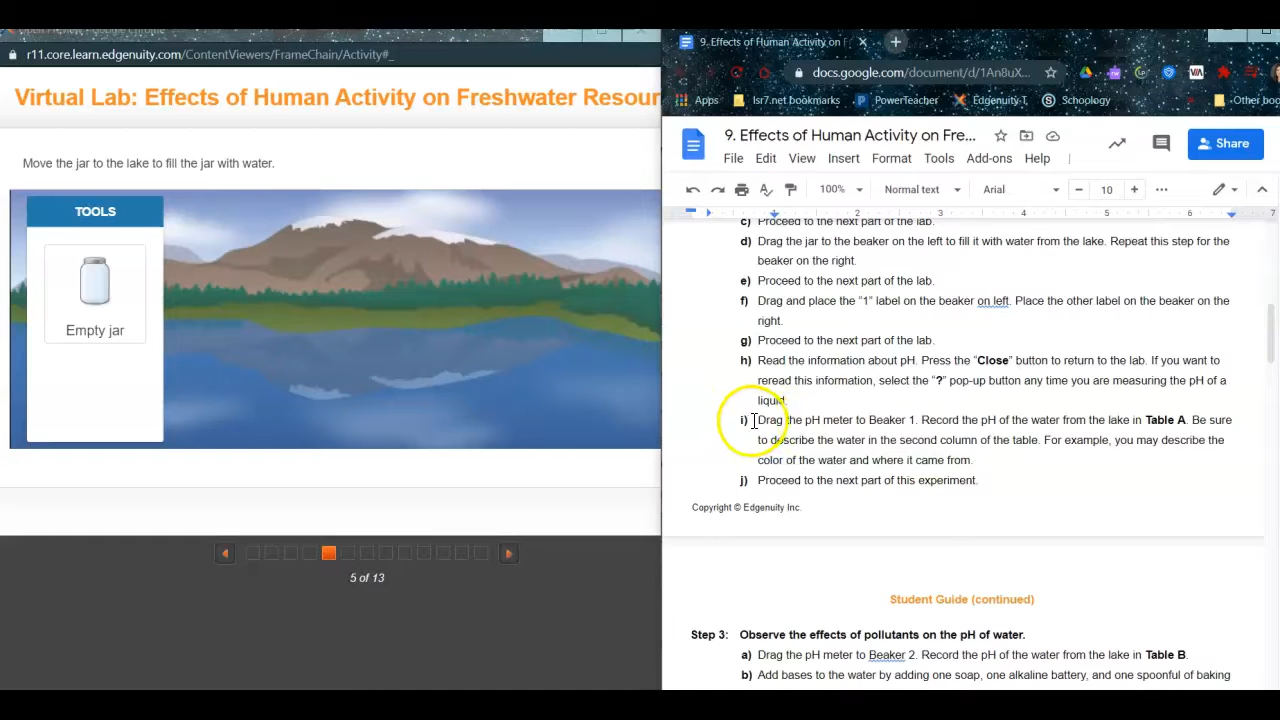 r11.core.learn.edgenuity.com/ContentViewers/FrameChain/Activity#_
Virtual Lab: Effects of Human Activity on Freshwater Resour
Move the jar to the lake to fill the jar with water.
TOOLS
Empty jar
5 of 13
9. Effects of Human Activity on F
docs.google.com/document/d/1An8uX...
Apps lsr7.net bookmarks PowerTeacher Edgenuity T Schoology Other boo
9. Effects of Human Activity on Fre...
Share
File Edit View Insert Format Tools Add-ons Help
100% Normal text Arial 10
1 2 3 4 5 6 7
c) Proceed to the next part of the lab.
d) Drag the jar to the beaker on the left to fill it with water from the lake. Repeat this step for the
beaker on the right.
e) Proceed to the next part of the lab.
f) Drag and place the “1” label on the beaker on left. Place the other label on the beaker on the
right.
g) Proceed to the next part of the lab.
h) Read the information about pH. Press the “Close” button to return to the lab. If you want to
reread this information, select the “?” pop-up button any time you are measuring the pH of a
liquid.
i) Drag the pH meter to Beaker 1. Record the pH of the water from the lake in Table A. Be sure
to describe the water in the second column of the table. For example, you may describe the
color of the water and where it came from.
j) Proceed to the next part of this experiment.
Copyright © Edgenuity Inc.
Student Guide (continued)
Step 3: Observe the effects of pollutants on the pH of water.
a) Drag the pH meter to Beaker 2. Record the pH of the water from the lake in Table B.
b) Add bases to the water by adding one soap, one alkaline battery, and one spoonful of baking